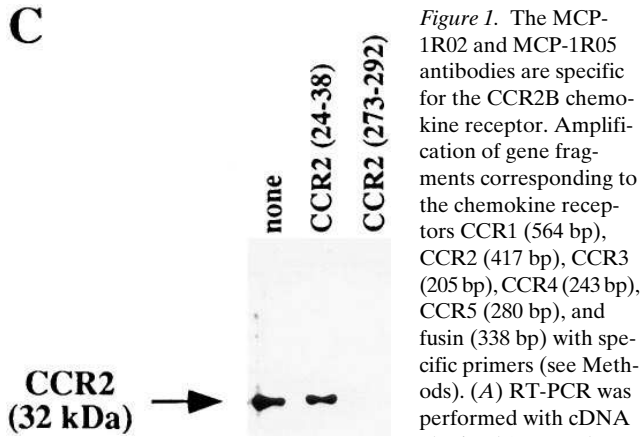 C
none
CCR2 (24-38)
CCR2 (273-292)
CCR2
(32 kDa)
Figure 1. The MCP-
1R02 and MCP-1R05
antibodies are specific
for the CCR2B chemo-
kine receptor. Amplifi-
cation of gene frag-
ments corresponding to
the chemokine recep-
tors CCR1 (564 bp),
CCR2 (417 bp), CCR3
(205 bp), CCR4 (243 bp),
CCR5 (280 bp), and
fusin (338 bp) with spe-
cific primers (see Meth-
ods). (A) RT-PCR was
performed with cDNA